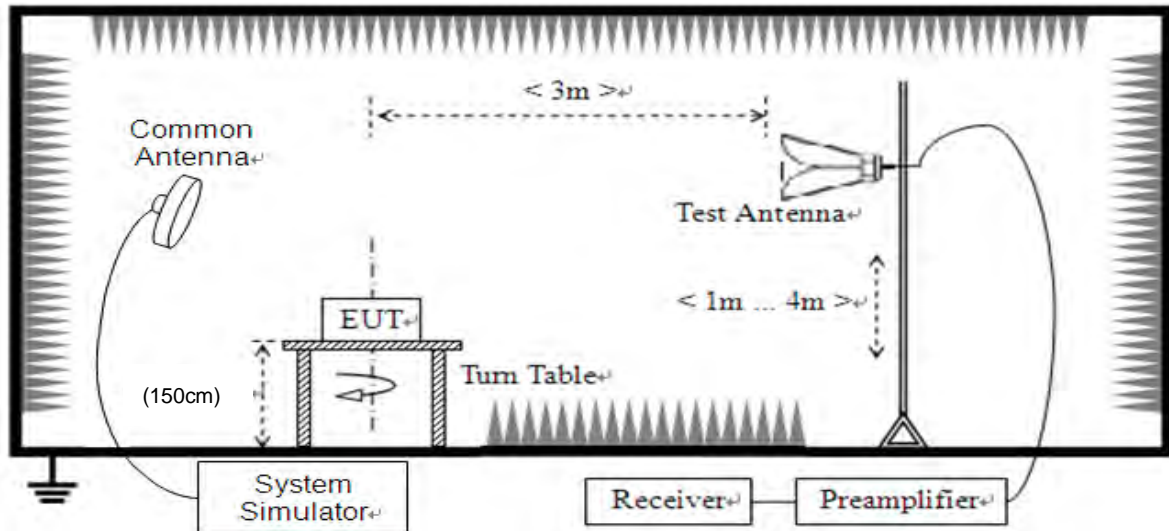 < 3m >↵
Common
Antenna↵
Test Antenna↵
< 1m ... 4m >↵
EUT↵
Turn Table↵
(150cm)
System
Simulator↵
Receiver↵
Preamplifier↵